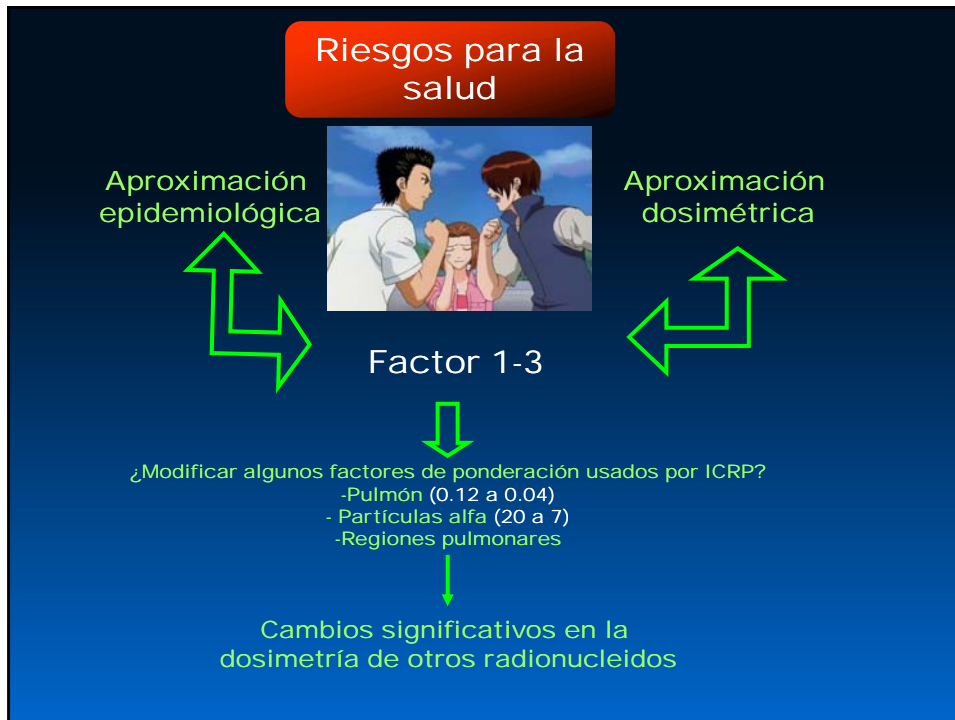 Riesgos para la
salud
Aproximación
epidemiológica
Aproximación
dosimétrica
Factor 1-3
¿Modificar algunos factores de ponderación usados por ICRP?
-Pulmón (0.12 a 0.04)
- Partículas alfa (20 a 7)
-Regiones pulmonares
Cambios significativos en la
dosimetría de otros radionucleidos